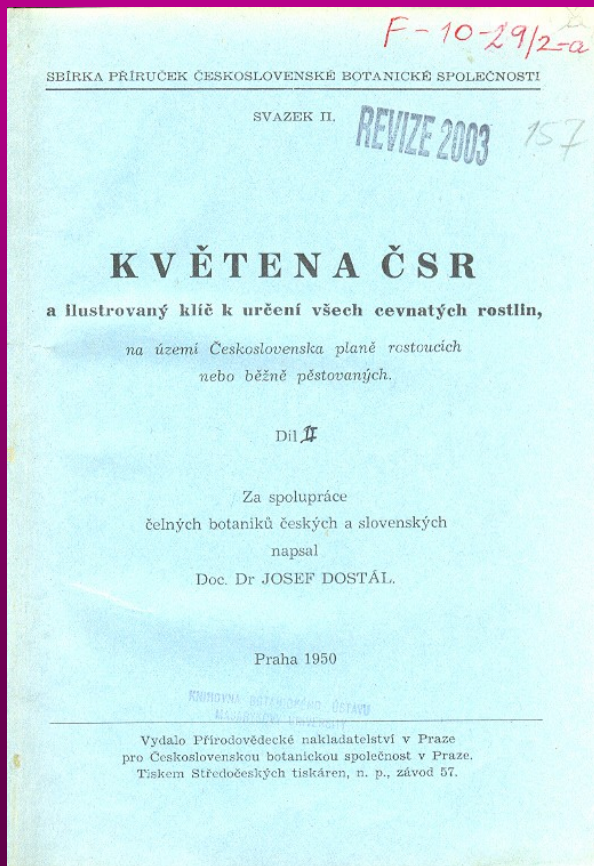 F-10-29/2=a
SBÍRKA PŘÍRUČEK ČESKOSLOVENSKÉ BOTANICKÉ SPOLEČNOSTI
SVAZEK II.
REVIZE 2003
157
KVĚTENA ČSR
a ilustrovaný klíč k určení všech cevnatých rostlin,
na území Československa planě rostoucích
nebo běžně pěstovaných.
Díl II
Za spolupráce
čelných botaniků českých a slovenských
napsal
Doc. Dr JOSEF DOSTÁL.
Praha 1950
KNIHOVNA BOTANICKÉHO ÚSTAVU
MASARYKOVY UNIVERSITY
Vydalo Přírodovědecké nakladatelství v Praze
pro Československou botanickou společnost v Praze.
Tiskem Středočeských tiskáren, n. p., závod 57.